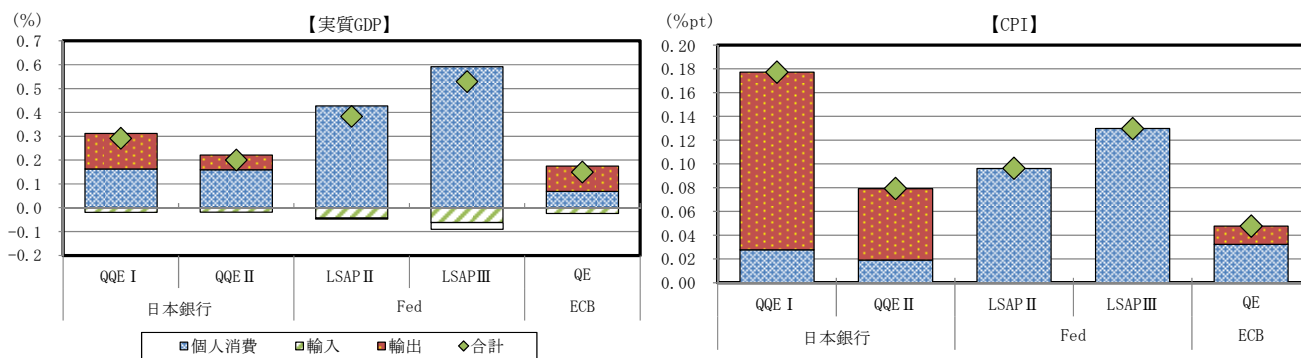 (%)
【実質GDP】
0.7
0.6
0.5
0.4
0.3
0.2
0.1
0.0
-0.1
-0.2
QQEⅠ
QQEⅡ
LSAPⅡ
LSAPⅢ
QE
日本銀行
Fed
ECB
個人消費
輸入
輸出
合計
(%pt)
【CPI】
0.20
0.18
0.16
0.14
0.12
0.10
0.08
0.06
0.04
0.02
0.00
QQEⅠ
QQEⅡ
LSAPⅡ
LSAPⅢ
QE
日本銀行
Fed
ECB